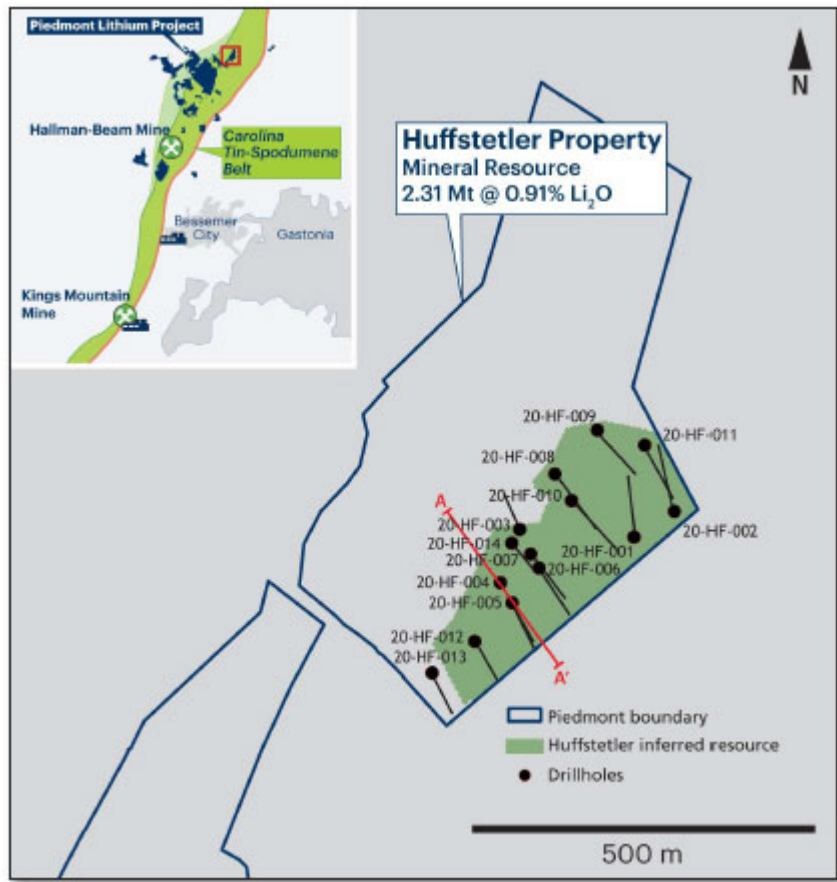 Piedmont Lithium Project
Hallman-Beam Mine
Carolina
Tin-Spodumene
Belt
Bessemer
City
Gastonia
Kings Mountain
Mine
N
Huffstetler Property
Mineral Resource
2.31 Mt @ 0.91% Li₂O
20-HF-009
20-HF-011
20-HF-008
20-HF-010
A
20-HF-003
20-HF-002
20-HF-014
20-HF-001
20-HF-007
20-HF-006
20-HF-004
20-HF-005
20-HF-012
20-HF-013
A'
Piedmont boundary
Huffstetler inferred resource
Drillholes
500 m